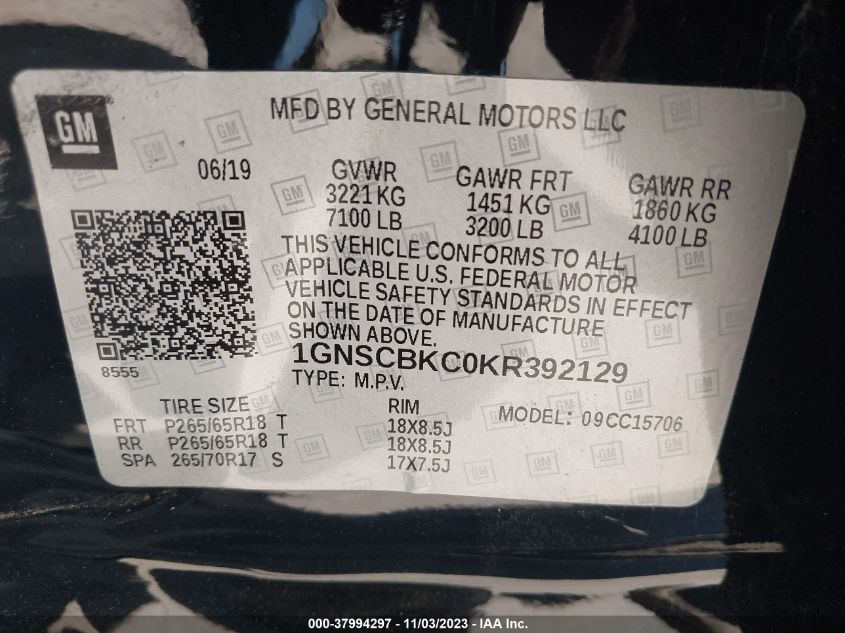 MFD BY GENERAL MOTORS LLC
GM
06/19
GVWR
3221 KG
7100 LB
GAWR FRT
1451 KG
3200 LB
GAWR RR
1860 KG
4100 LB
THIS VEHICLE CONFORMS TO ALL
APPLICABLE U.S. FEDERAL MOTOR
VEHICLE SAFETY STANDARDS IN EFFECT
ON THE DATE OF MANUFACTURE
SHOWN ABOVE.
8555
1GNSCBKC0KR392129
TYPE: M.P.V.
TIRE SIZE RIM
MODEL: 09CC15706
FRT P265/65R18 T 18X8.5J
RR P265/65R18 T 18X8.5J
SPA 265/70R17 S 17X7.5J
000-37994297 - 11/03/2023 - IAA Inc.